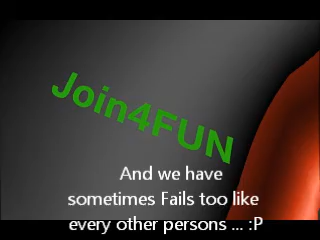 Join4FUN
And we have
sometimes Fails too like
every other persons ... :P